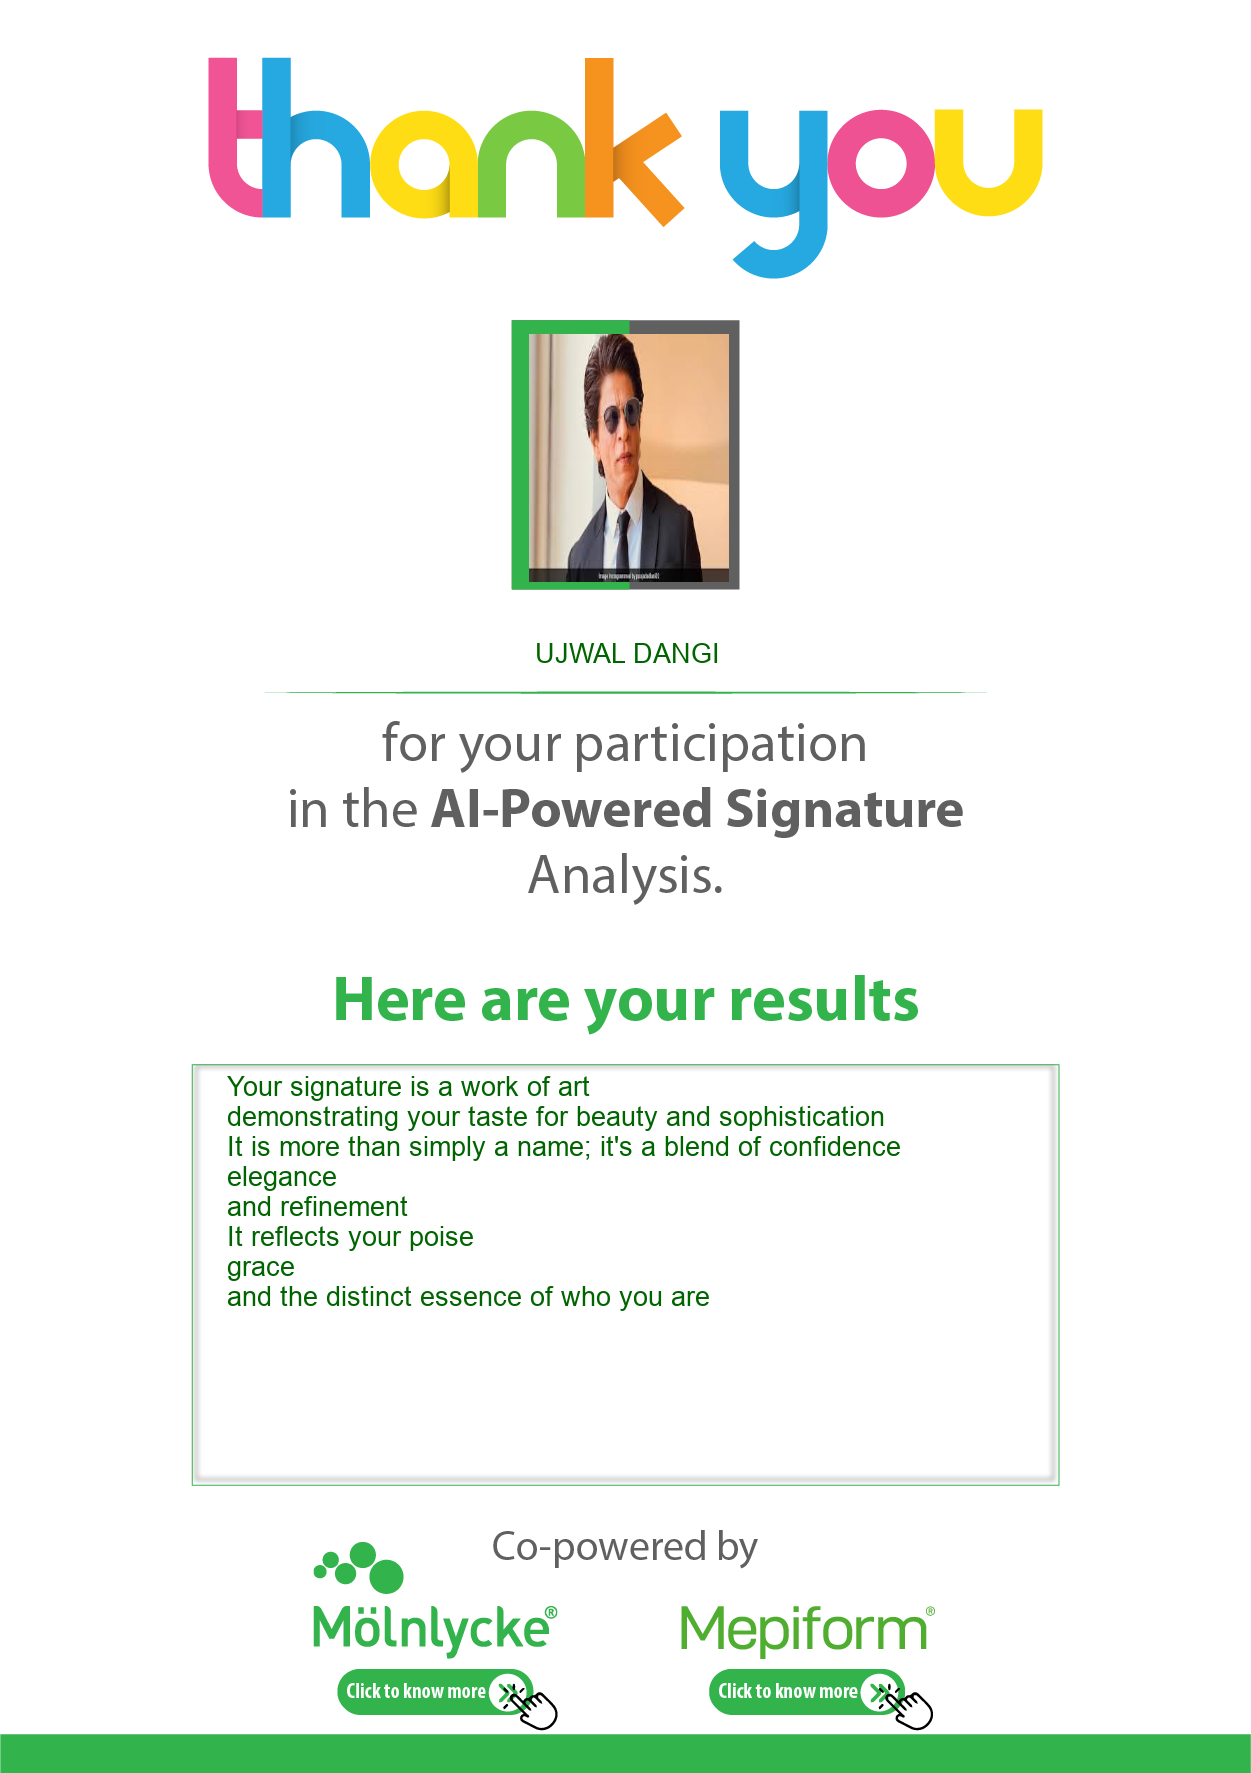 thank you
UJWAL DANGI
for your participation
in the AI-Powered Signature
Analysis.
Here are your results
Your signature is a work of art
demonstrating your taste for beauty and sophistication
It is more than simply a name; it's a blend of confidence
elegance
and refinement
It reflects your poise
grace
and the distinct essence of who you are
Co-powered by
Mölnlycke®
Mepiform®
Click to know more
Click to know more